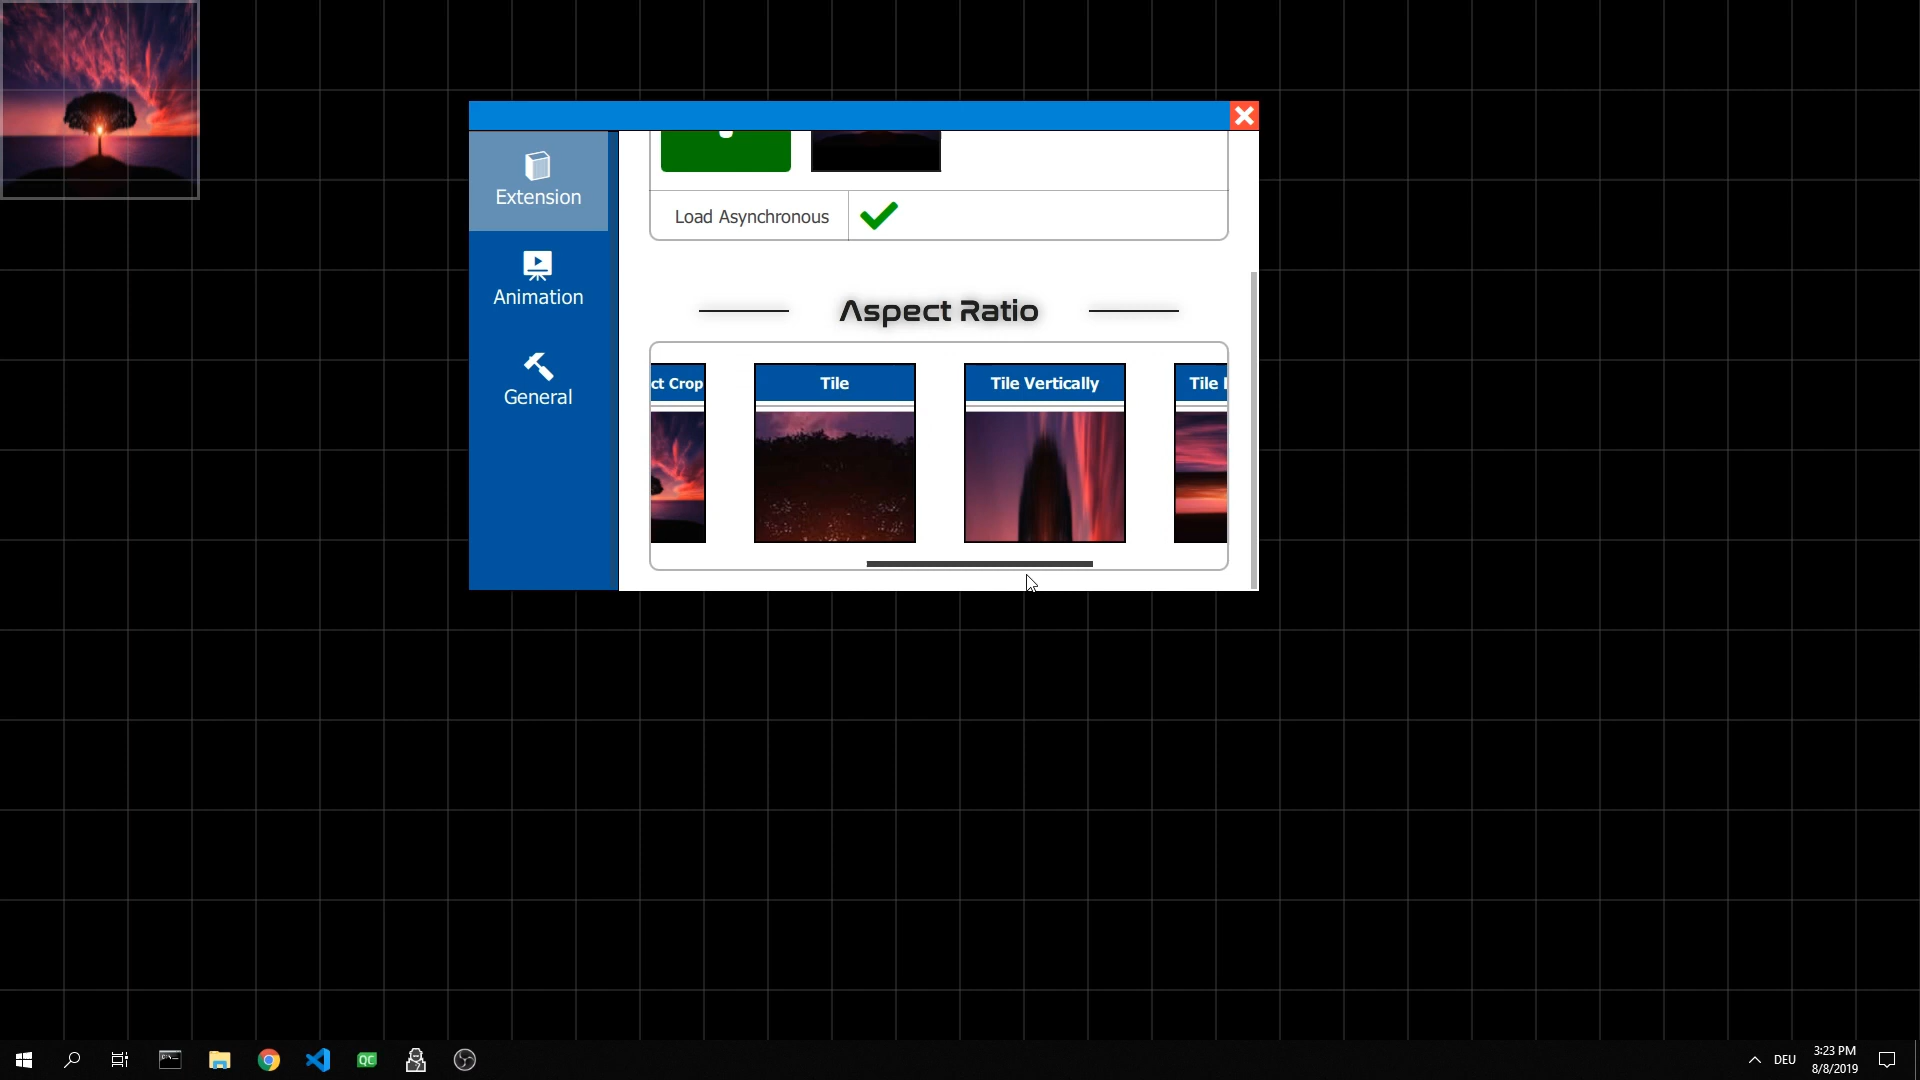 Extension
Load Asynchronous
Animation
Aspect Ratio
General
ct Crop
Tile
Tile Vertically
Tile
QC
DEU
3:23 PM
8/8/2019